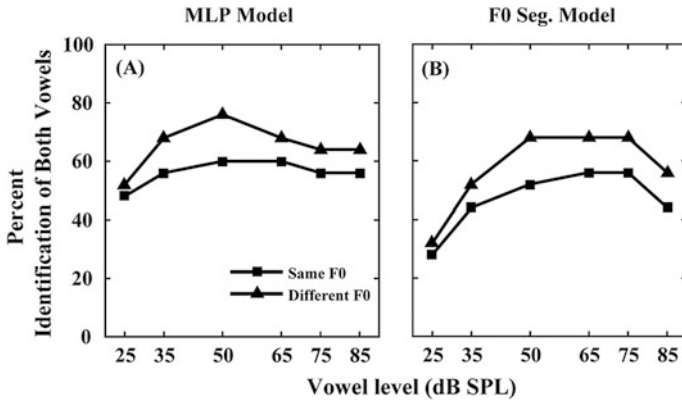 MLP Model
F0 Seg. Model
Percent
Identification of Both Vowels
100
80
60
40
20
0
(A)
(B)
Same F0
Different F0
25 35 50 65 75 85
25 35 50 65 75 85
Vowel level (dB SPL)